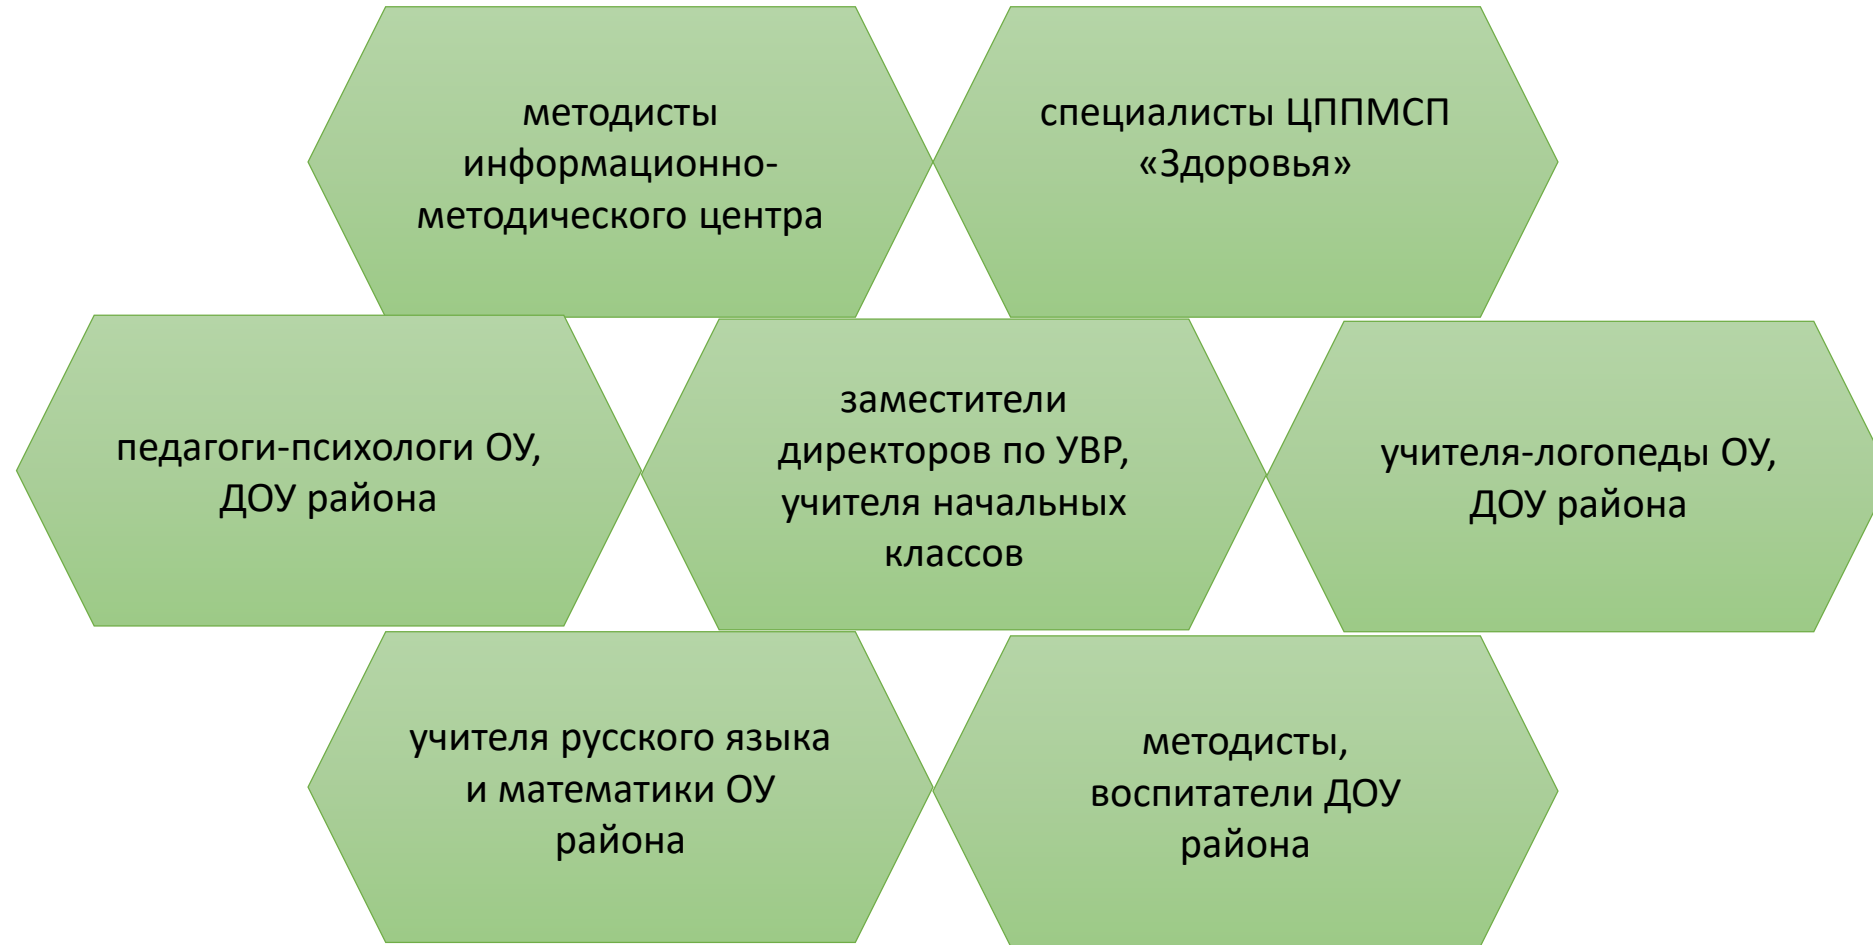 методисты
информационно-
методического центра
специалисты ЦППМСП
«Здоровья»
педагоги-психологи ОУ,
ДОУ района
заместители
директоров по УВР,
учителя начальных
классов
учителя-логопеды ОУ,
ДОУ района
учителя русского языка
и математики ОУ
района
методисты,
воспитатели ДОУ
района